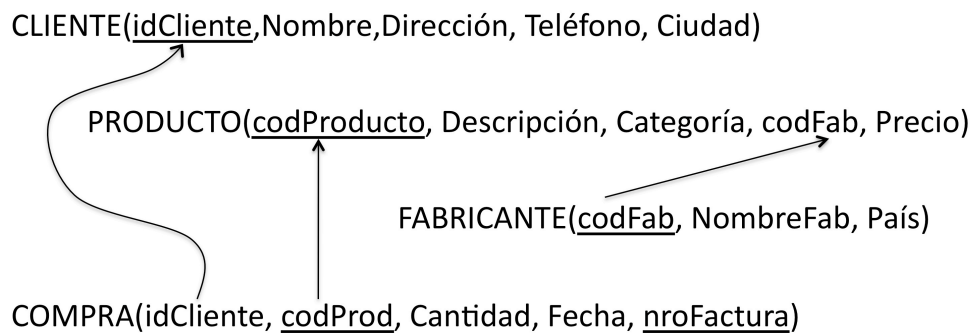 CLIENTE(idCliente,Nombre,Dirección, Teléfono, Ciudad)
PRODUCTO(codProducto, Descripción, Categoría, codFab, Precio)
FABRICANTE(codFab, NombreFab, País)
COMPRA(idCliente, codProd, Cantidad, Fecha, nroFactura)